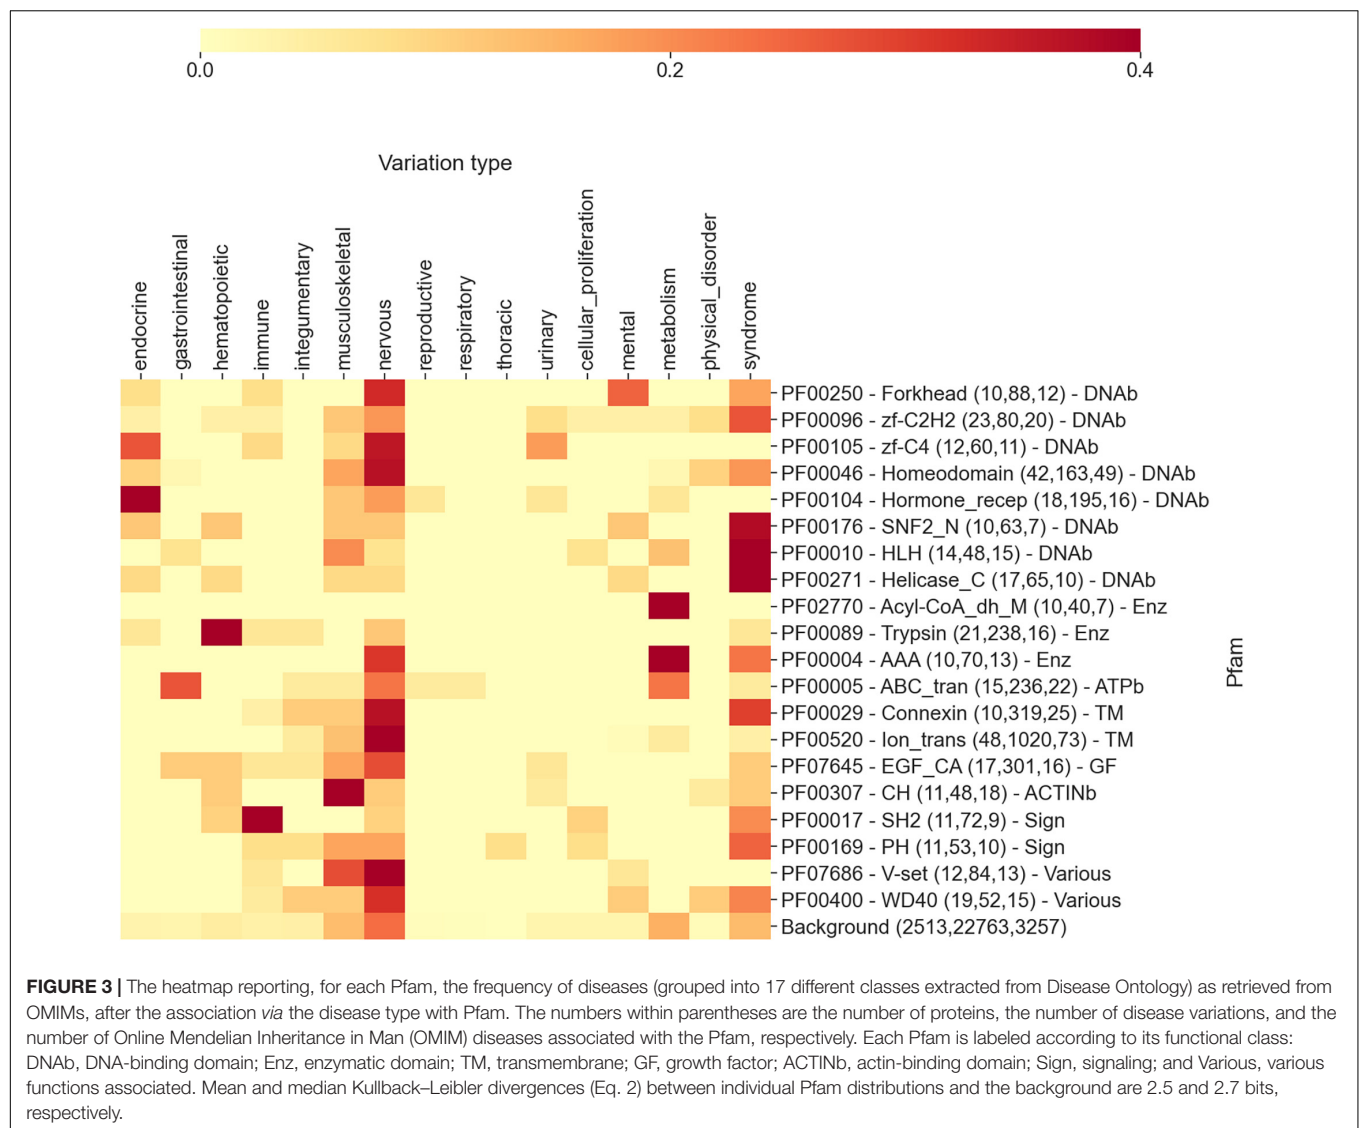 0.0
0.2
0.4
Variation type
endocrine
gastrointestinal
hematopoietic
immune
integumentary
musculoskeletal
nervous
reproductive
respiratory
thoracic
urinary
cellular_proliferation
mental
metabolism
physical_disorder
syndrome
PF00250 - Forkhead (10,88,12) - DNAb
PF00096 - zf-C2H2 (23,80,20) - DNAb
PF00105 - zf-C4 (12,60,11) - DNAb
PF00046 - Homeodomain (42,163,49) - DNAb
PF00104 - Hormone_recep (18,195,16) - DNAb
PF00176 - SNF2_N (10,63,7) - DNAb
PF00010 - HLH (14,48,15) - DNAb
PF00271 - Helicase_C (17,65,10) - DNAb
PF02770 - Acyl-CoA_dh_M (10,40,7) - Enz
PF00089 - Trypsin (21,238,16) - Enz
PF00004 - AAA (10,70,13) - Enz
PF00005 - ABC_tran (15,236,22) - ATPb
PF00029 - Connexin (10,319,25) - TM
PF00520 - Ion_trans (48,1020,73) - TM
PF07645 - EGF_CA (17,301,16) - GF
PF00307 - CH (11,48,18) - ACTINb
PF00017 - SH2 (11,72,9) - Sign
PF00169 - PH (11,53,10) - Sign
PF07686 - V-set (12,84,13) - Various
PF00400 - WD40 (19,52,15) - Various
Background (2513,22763,3257)
Pfam
FIGURE 3 | The heatmap reporting, for each Pfam, the frequency of diseases (grouped into 17 different classes extracted from Disease Ontology) as retrieved from
OMIMs, after the association via the disease type with Pfam. The numbers within parentheses are the number of proteins, the number of disease variations, and the
number of Online Mendelian Inheritance in Man (OMIM) diseases associated with the Pfam, respectively. Each Pfam is labeled according to its functional class:
DNAb, DNA-binding domain; Enz, enzymatic domain; TM, transmembrane; GF, growth factor; ACTINb, actin-binding domain; Sign, signaling; and Various, various
functions associated. Mean and median Kullback–Leibler divergences (Eq. 2) between individual Pfam distributions and the background are 2.5 and 2.7 bits,
respectively.